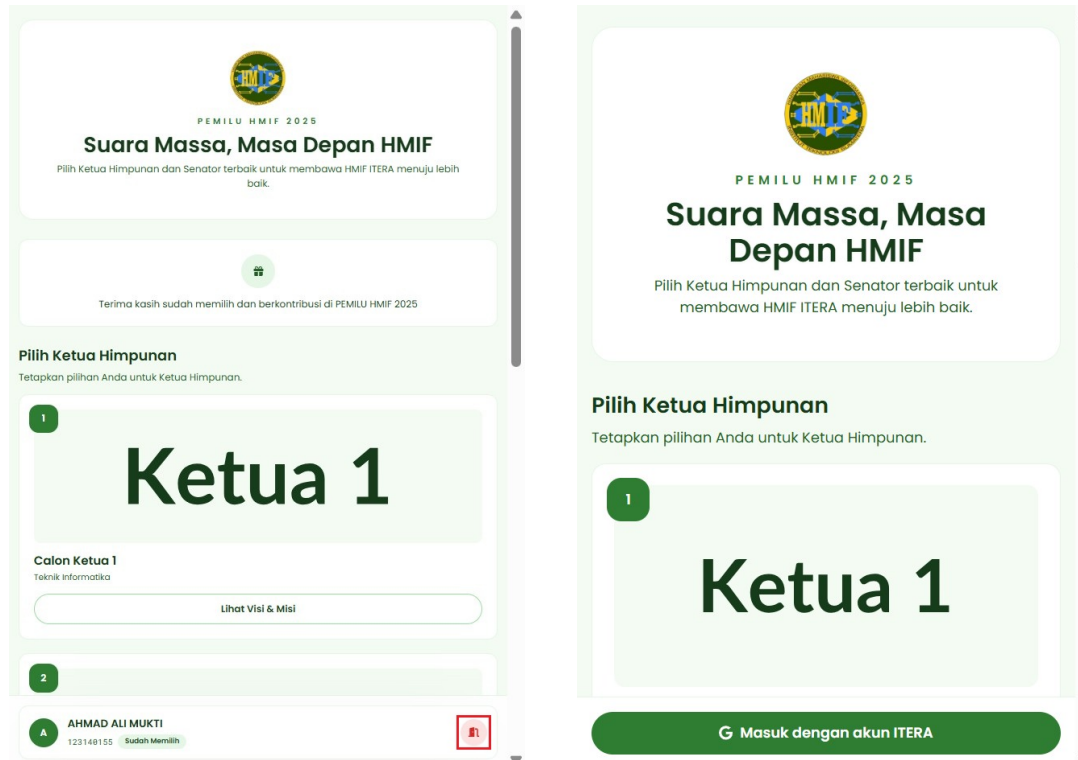 HMIF
PEMILU HMIF 2025
Suara Massa, Masa Depan HMIF
Pilih Ketua Himpunan dan Senator terbaik untuk membawa HMIF ITERA menuju lebih
baik.
Terima kasih sudah memilih dan berkontribusi di PEMILU HMIF 2025
Pilih Ketua Himpunan
Tetapkan pilihan Anda untuk Ketua Himpunan.
1
Ketua 1
Calon Ketua 1
Teknik Informatika
Lihat Visi & Misi
2
A
AHMAD ALI MUKTI
123140155 Sudah Memilih
HMIF
PEMILU HMIF 2025
Suara Massa, Masa
Depan HMIF
Pilih Ketua Himpunan dan Senator terbaik untuk
membawa HMIF ITERA menuju lebih baik.
Pilih Ketua Himpunan
Tetapkan pilihan Anda untuk Ketua Himpunan.
1
Ketua 1
G Masuk dengan akun ITERA